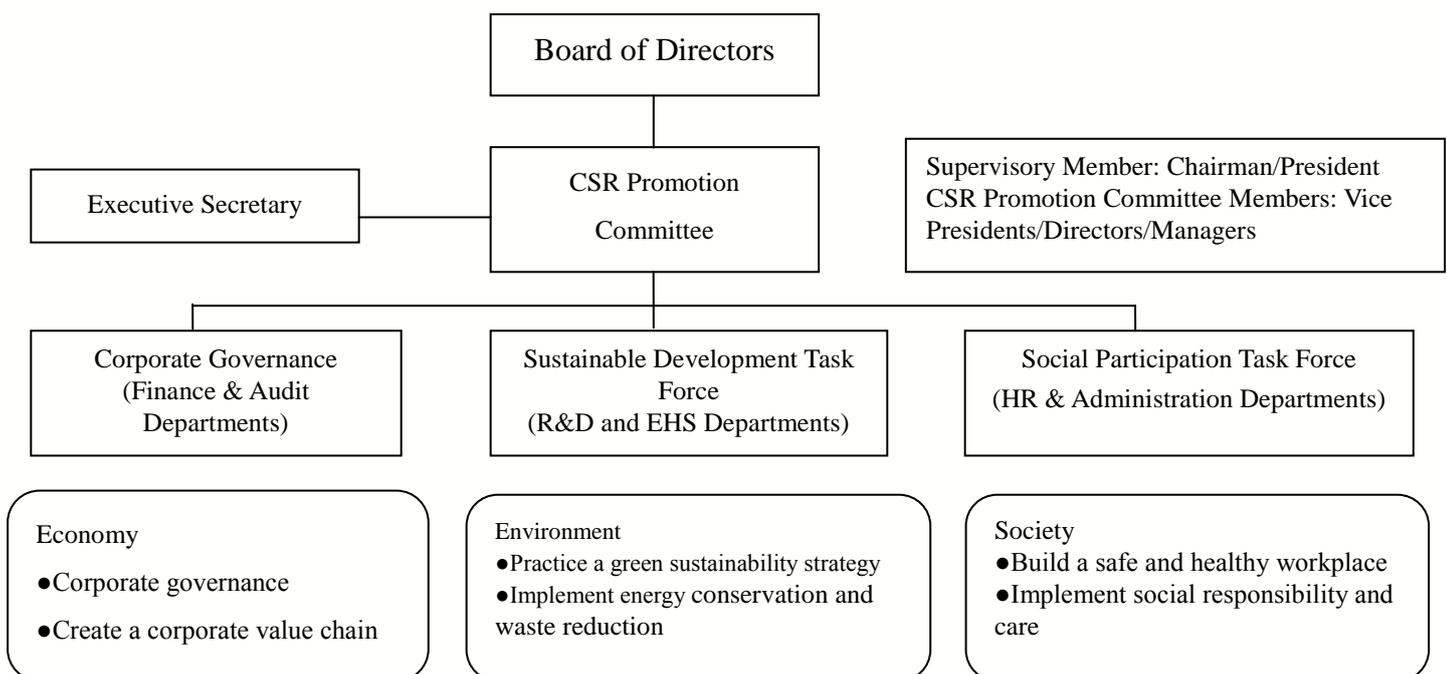 Board of Directors
Executive Secretary
CSR Promotion
Committee
Supervisory Member: Chairman/President
CSR Promotion Committee Members: Vice
Presidents/Directors/Managers
Corporate Governance
(Finance & Audit
Departments)
Sustainable Development Task
Force
(R&D and EHS Departments)
Social Participation Task Force
(HR & Administration Departments)
Economy
●Corporate governance
●Create a corporate value chain
Environment
●Practice a green sustainability strategy
●Implement energy conservation and
waste reduction
Society
●Build a safe and healthy workplace
●Implement social responsibility and
care